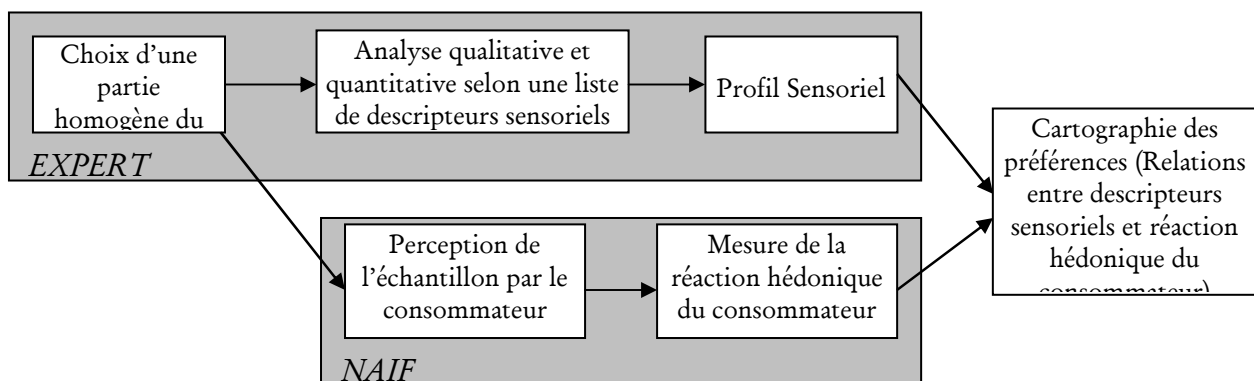 Choix d’une
partie
homogène du
Analyse qualitative et
quantitative selon une liste
de descripteurs sensoriels
Profil Sensoriel
EXPERT
Perception de
l’échantillon par le
consommateur
Mesure de la
réaction hédonique
du consommateur
NAIF
Cartographie des
préférences (Relations
entre descripteurs
sensoriels et réaction
hédonique du
consommateur)